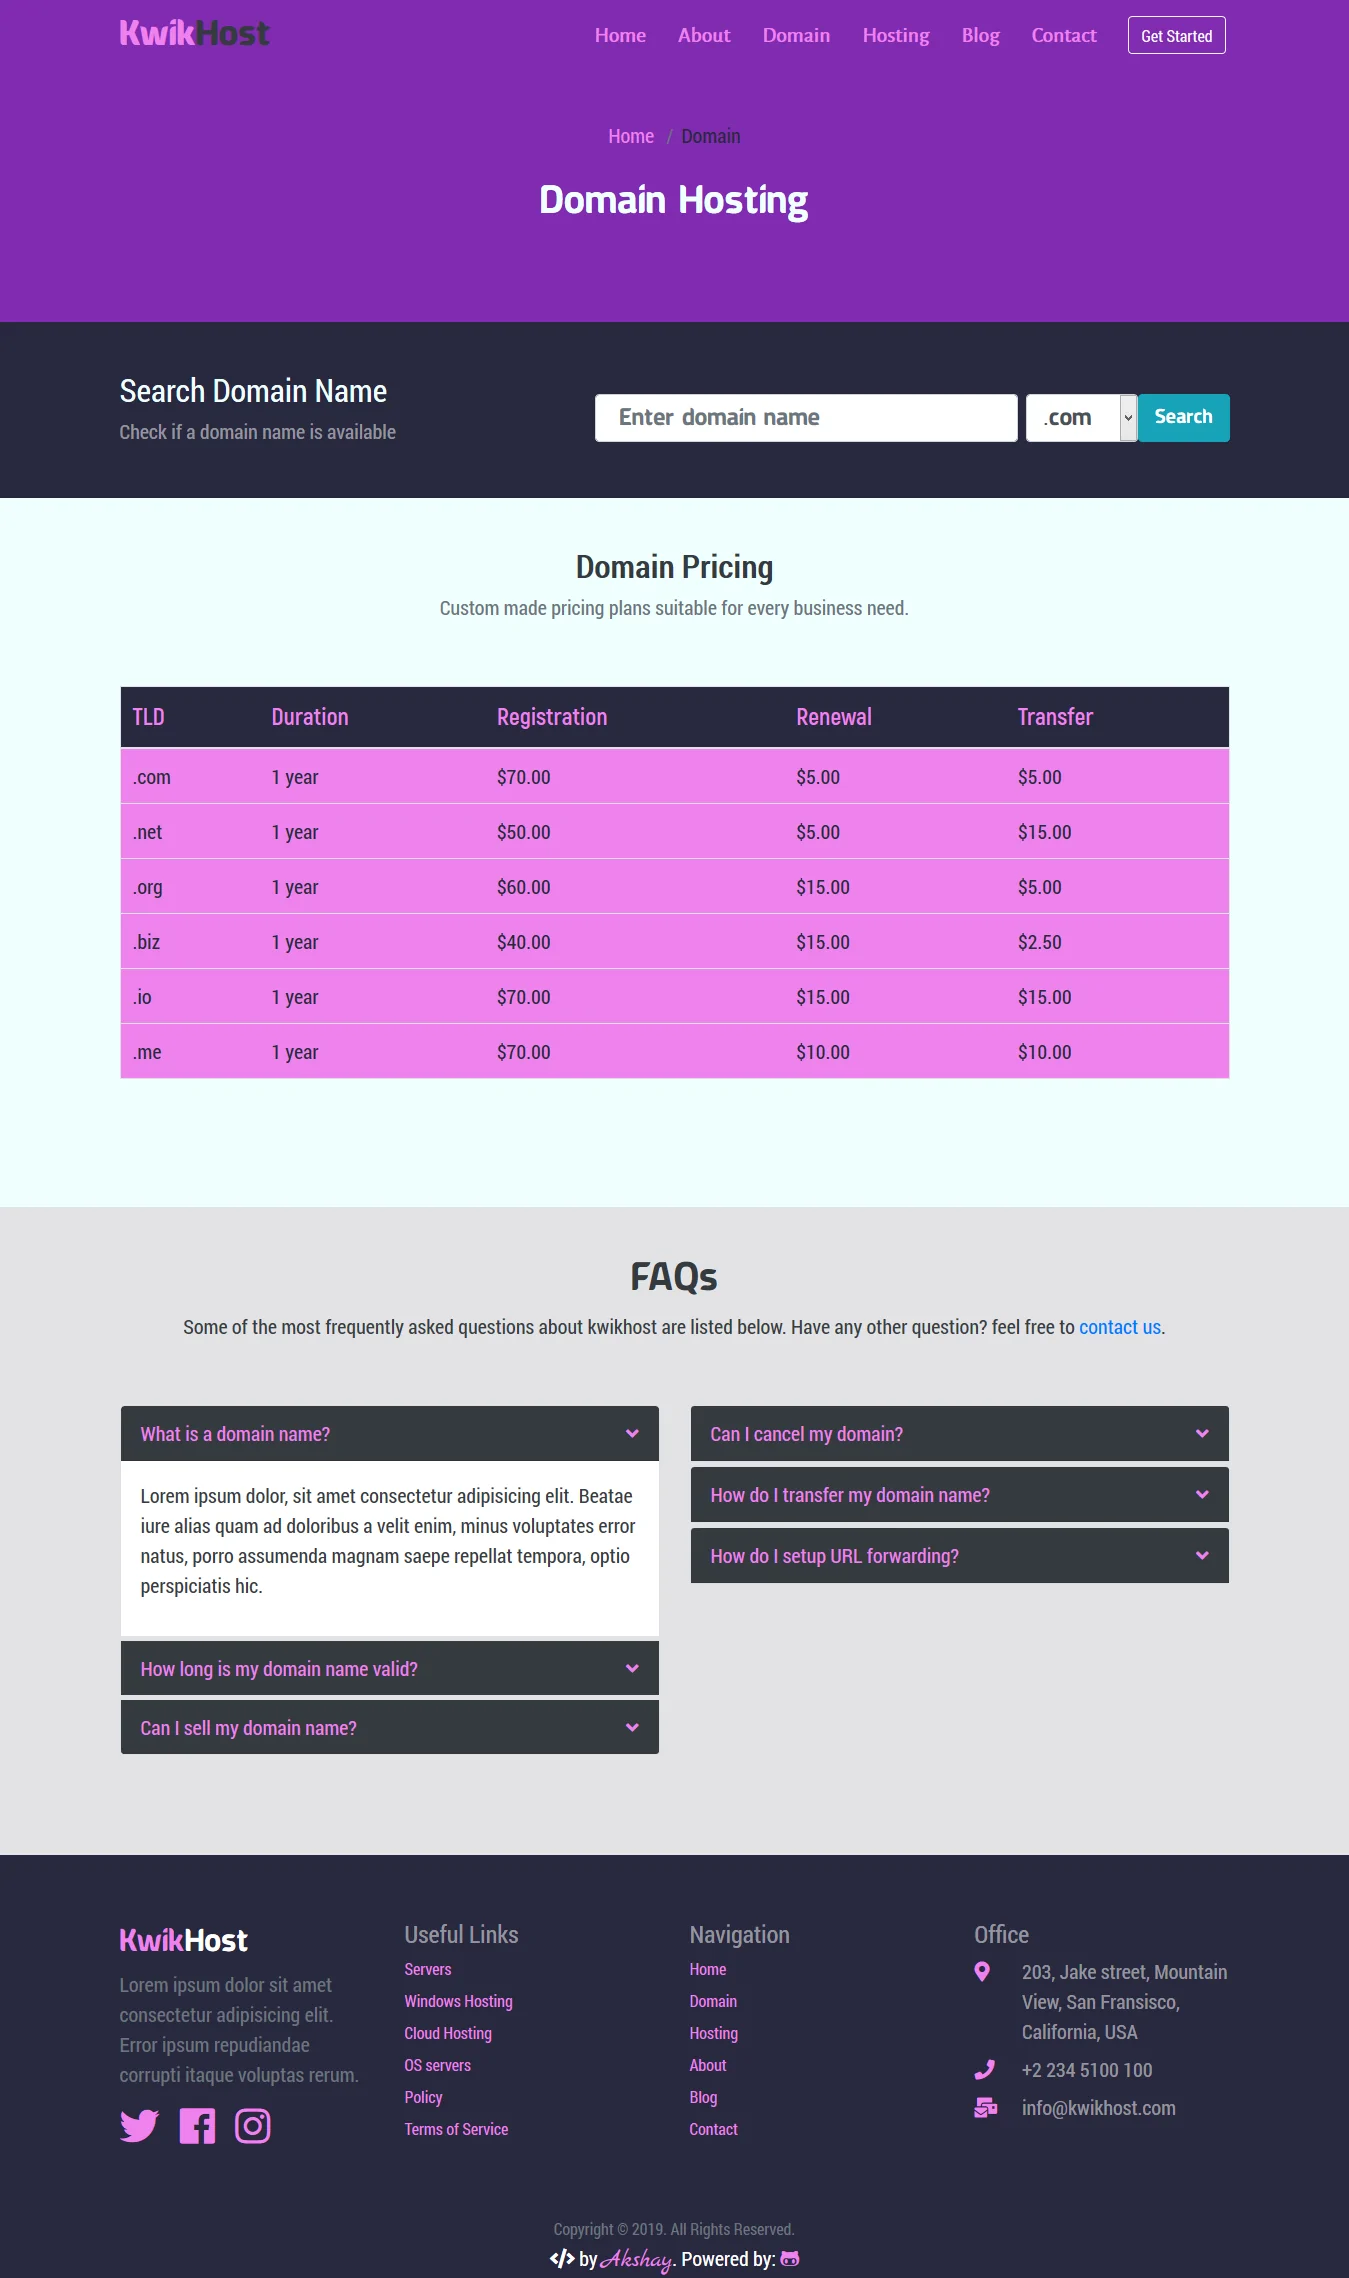 KwikHost Home About Domain Hosting Blog Contact Get Started
Home / Domain
Domain Hosting
Search Domain Name
Check if a domain name is available
Enter domain name .com Search
Domain Pricing
Custom made pricing plans suitable for every business need.
TLD Duration Registration Renewal Transfer
.com 1 year $70.00 $5.00 $5.00
.net 1 year $50.00 $5.00 $15.00
.org 1 year $60.00 $15.00 $5.00
.biz 1 year $40.00 $15.00 $2.50
.io 1 year $70.00 $15.00 $15.00
.me 1 year $70.00 $10.00 $10.00
FAQs
Some of the most frequently asked questions about kwikhost are listed below. Have any other question? feel free to contact us.
What is a domain name?
Lorem ipsum dolor, sit amet consectetur adipisicing elit. Beatae
iure alias quam ad doloribus a velit enim, minus voluptates error
natus, porro assumenda magnam saepe repellat tempora, optio
perspiciatis hic.
How long is my domain name valid?
Can I sell my domain name?
Can I cancel my domain?
How do I transfer my domain name?
How do I setup URL forwarding?
KwikHost
Lorem ipsum dolor sit amet
consectetur adipisicing elit.
Error ipsum repudiandae
corrupti itaque voluptas rerum.
Useful Links
Servers
Windows Hosting
Cloud Hosting
OS servers
Policy
Terms of Service
Navigation
Home
Domain
Hosting
About
Blog
Contact
Office
203, Jake street, Mountain
View, San Fransisco,
California, USA
+2 234 5100 100
info@kwikhost.com
Copyright © 2019. All Rights Reserved.
by Akshay. Powered by: